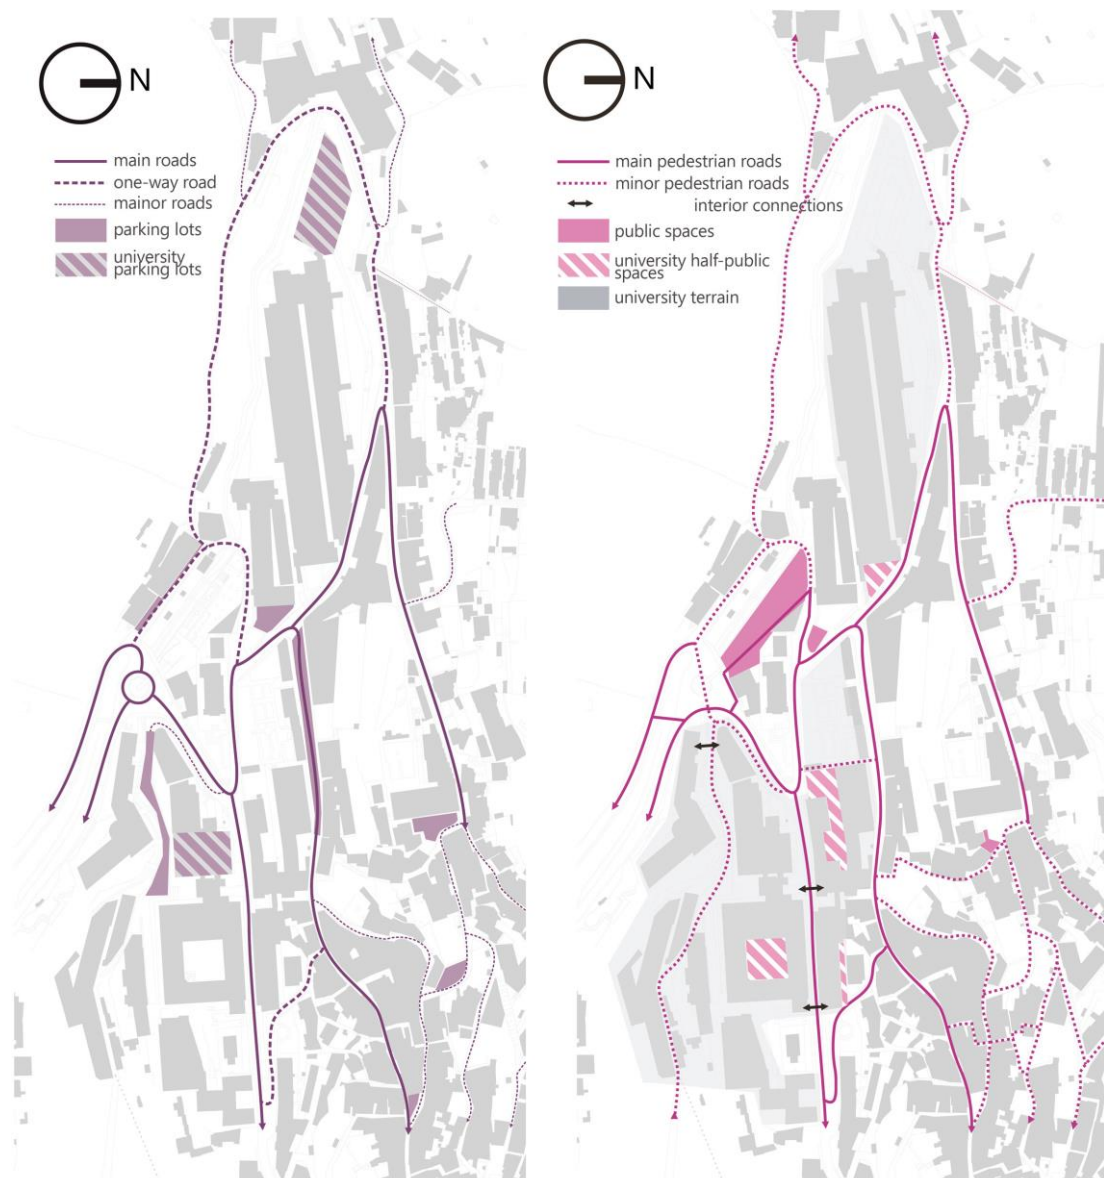 N
main roads
one-way road
mainor roads
parking lots
university
parking lots
N
main pedestrian roads
minor pedestrian roads
interior connections
public spaces
university half-public
spaces
university terrain